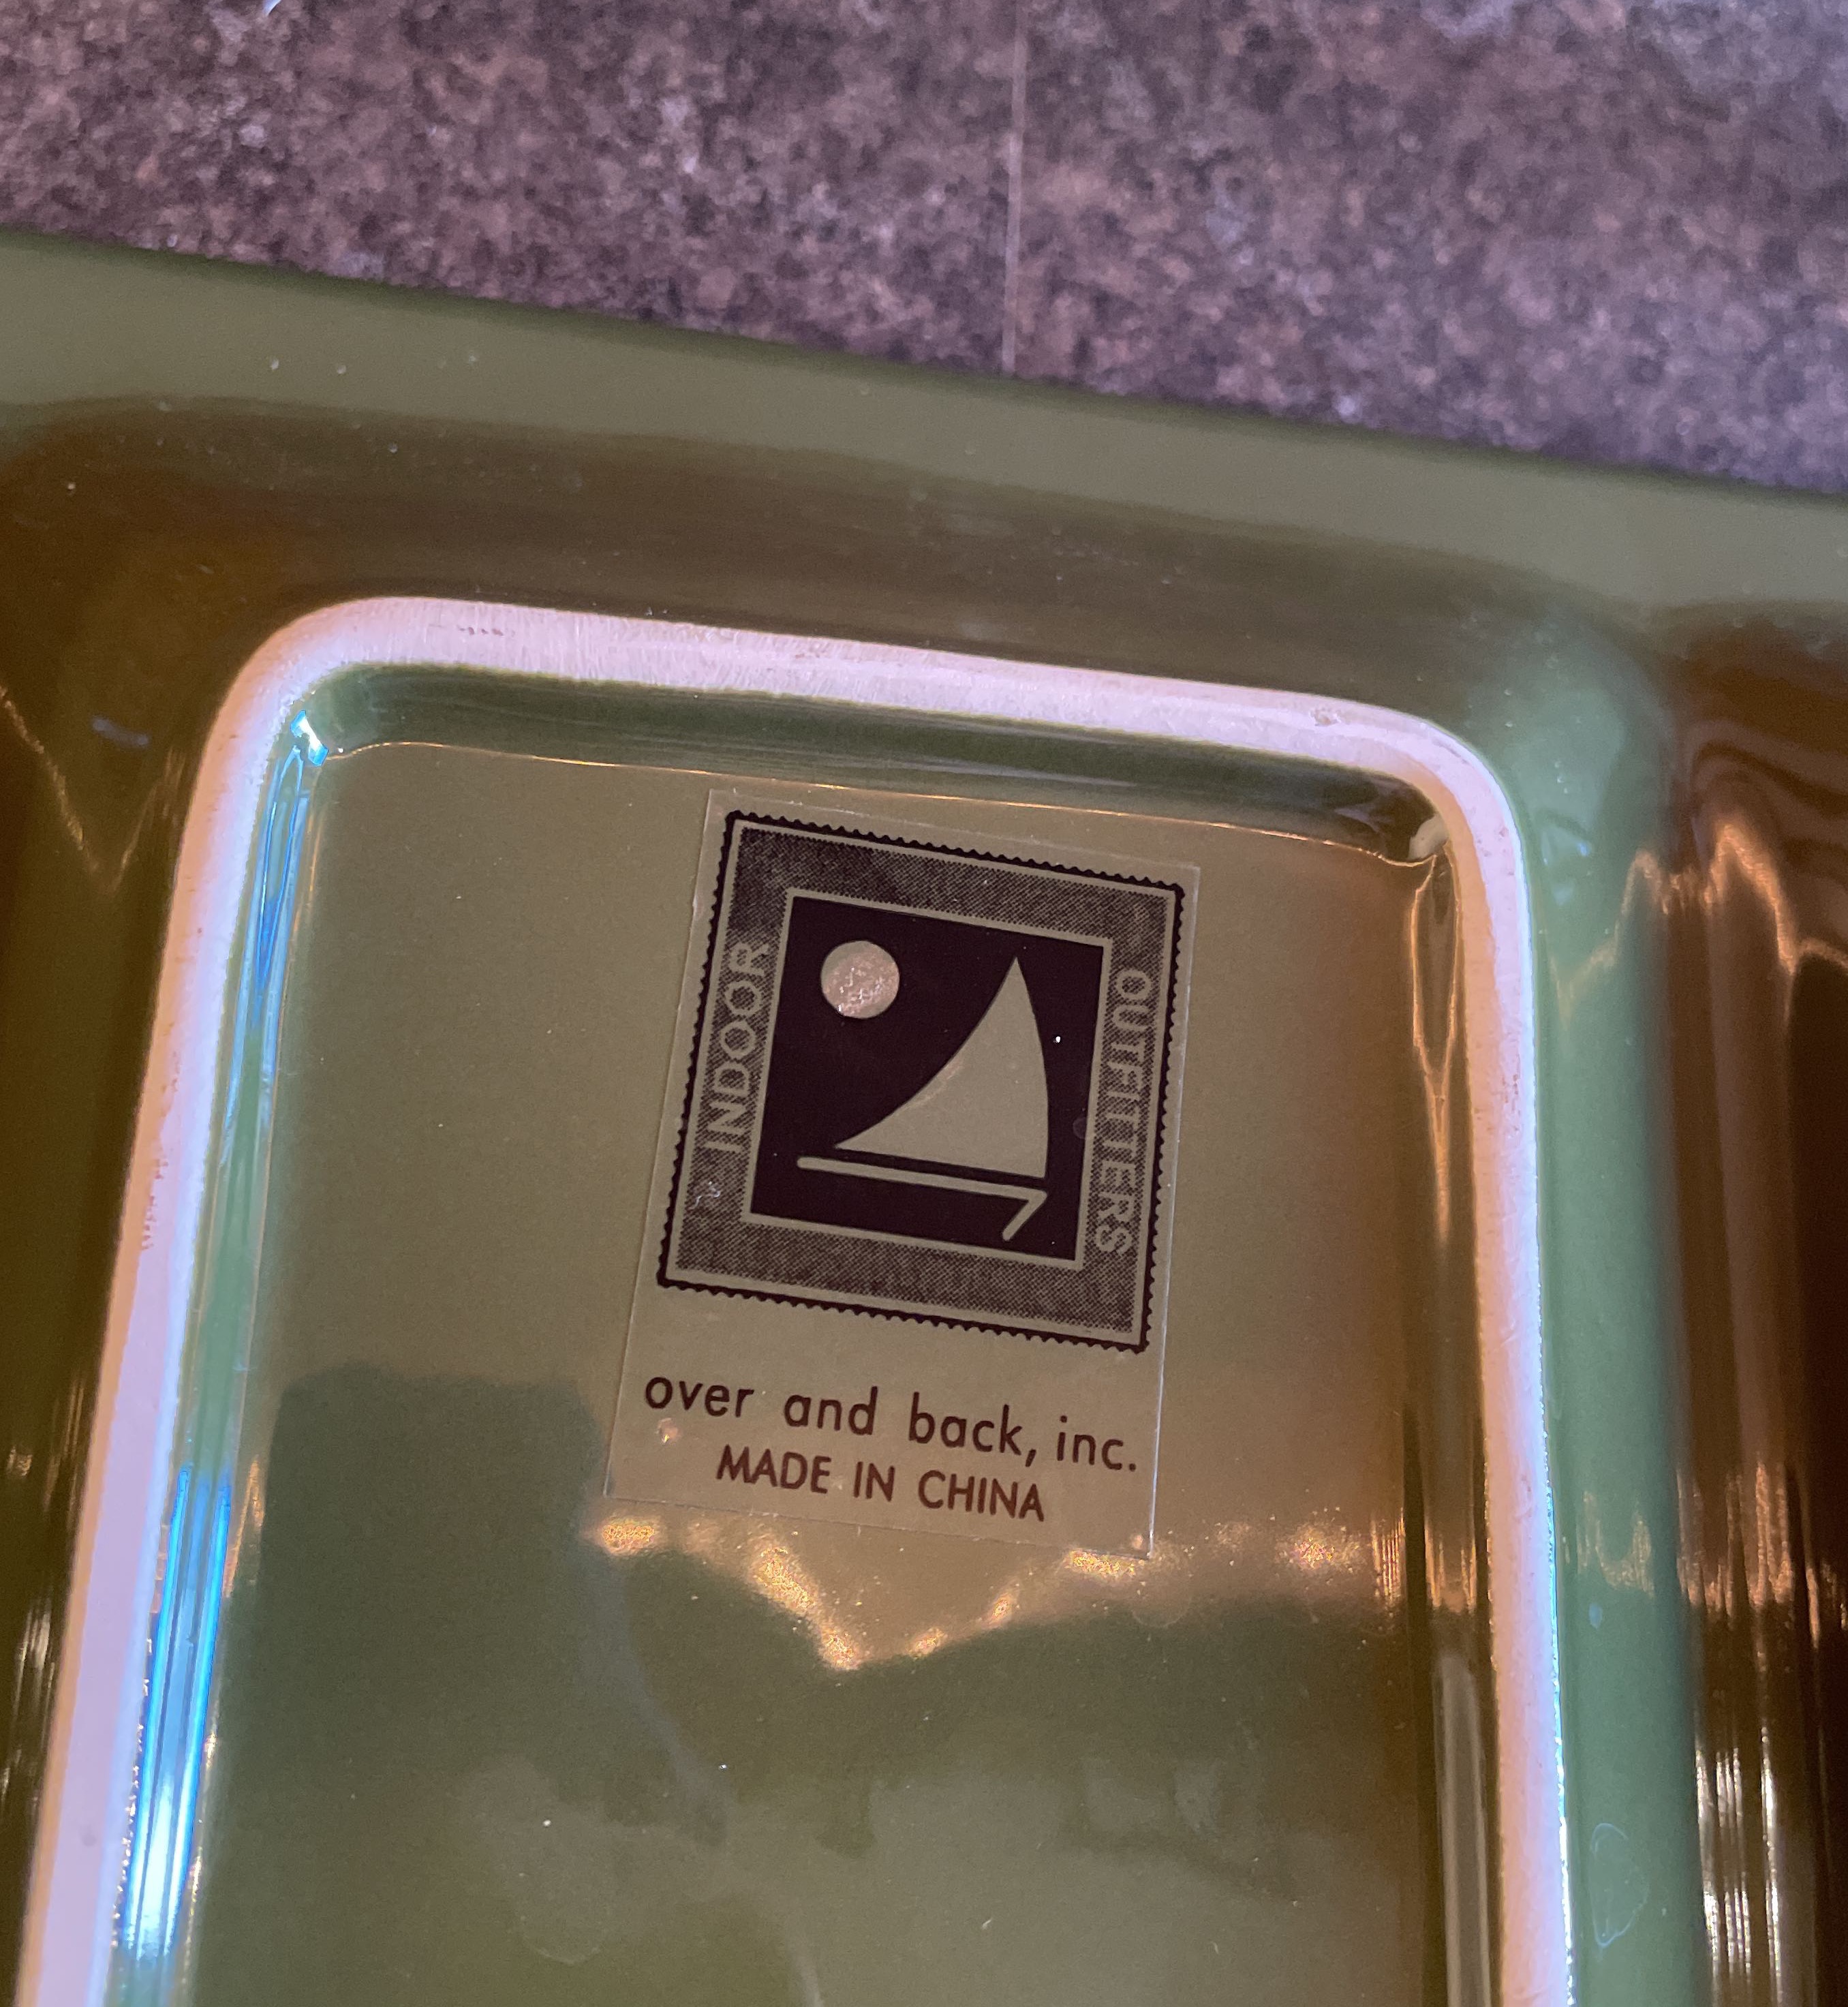 INDOOR
OUTFITTERS
over and back, inc.
MADE IN CHINA